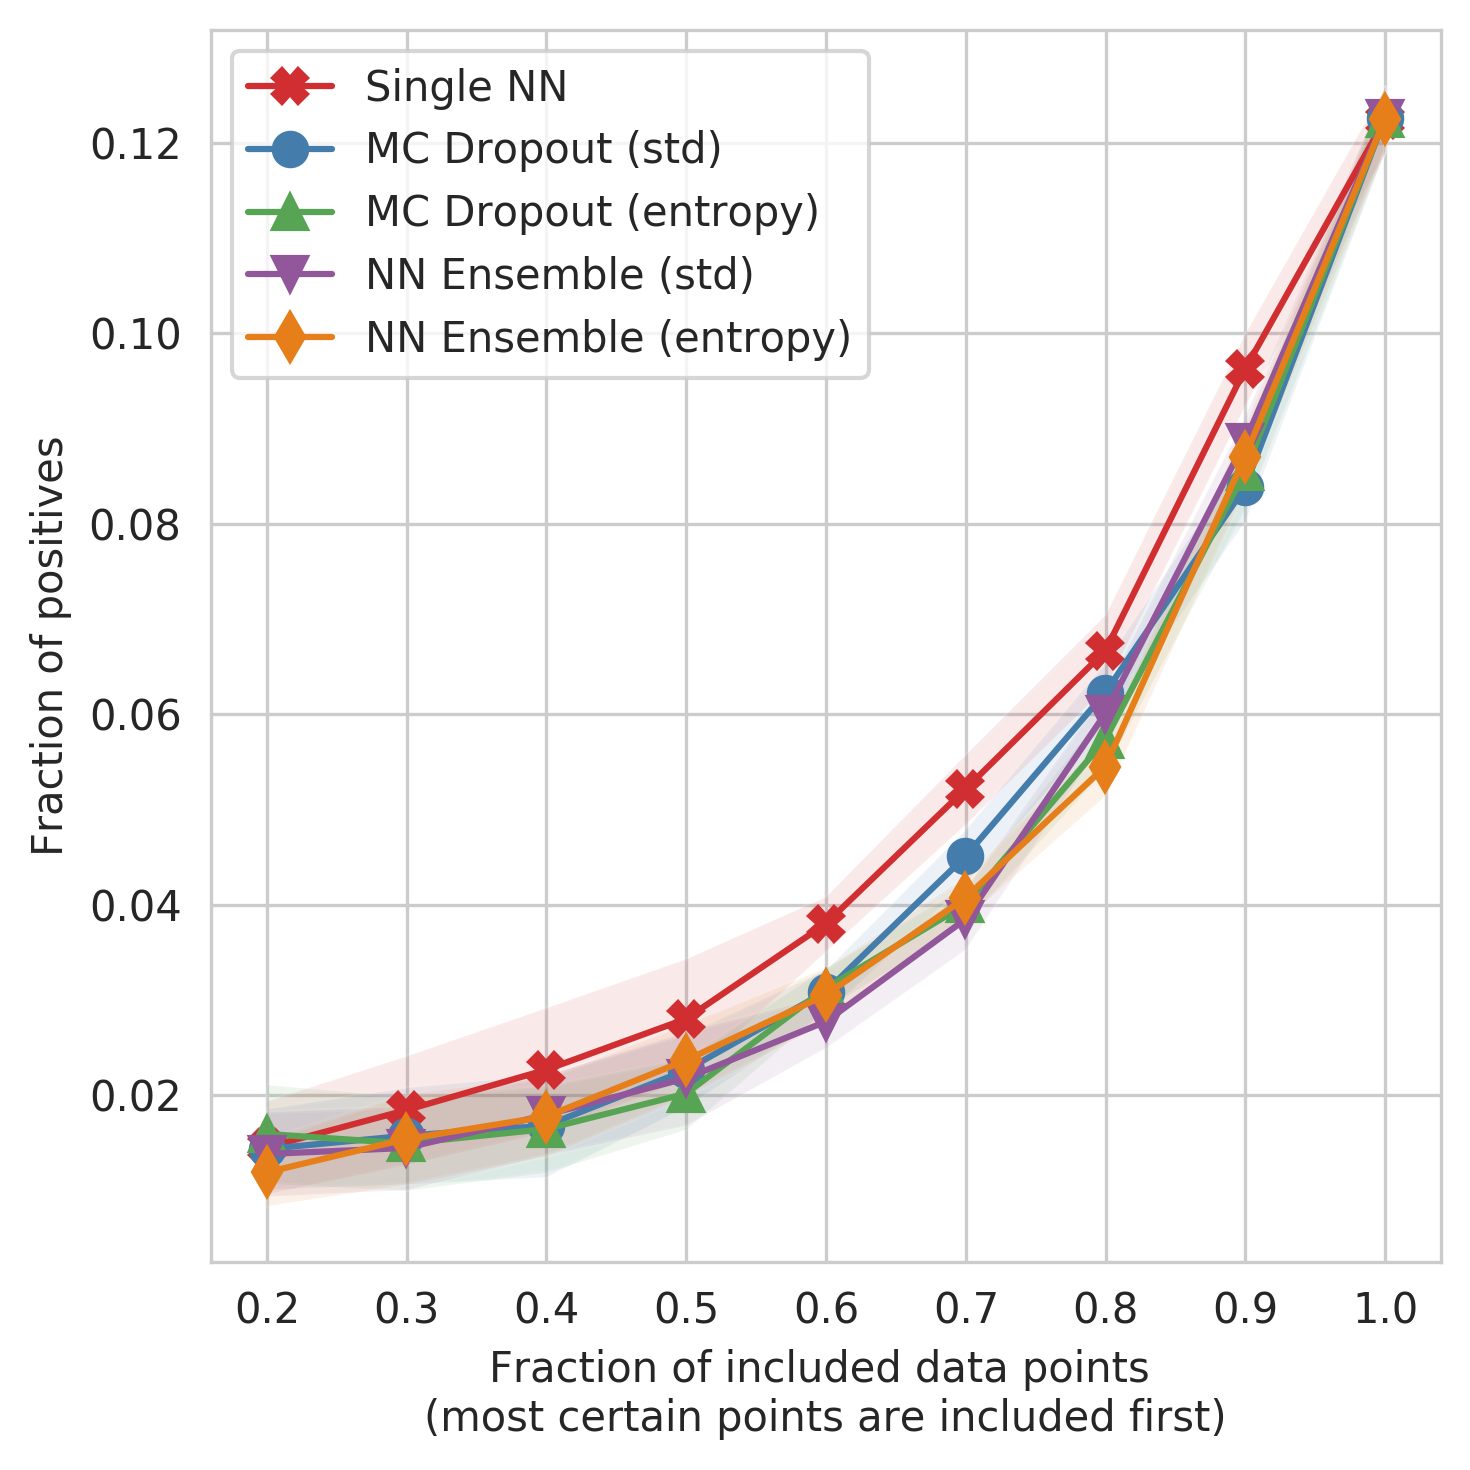 Single NN
MC Dropout (std)
MC Dropout (entropy)
NN Ensemble (std)
NN Ensemble (entropy)
0.12
0.10
0.08
0.06
0.04
0.02
Fraction of positives
0.2 0.3 0.4 0.5 0.6 0.7 0.8 0.9 1.0
Fraction of included data points
(most certain points are included first)